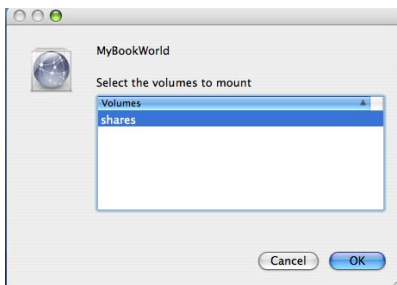 MyBookWorld
Select the volumes to mount
Volumes
shares
Cancel OK